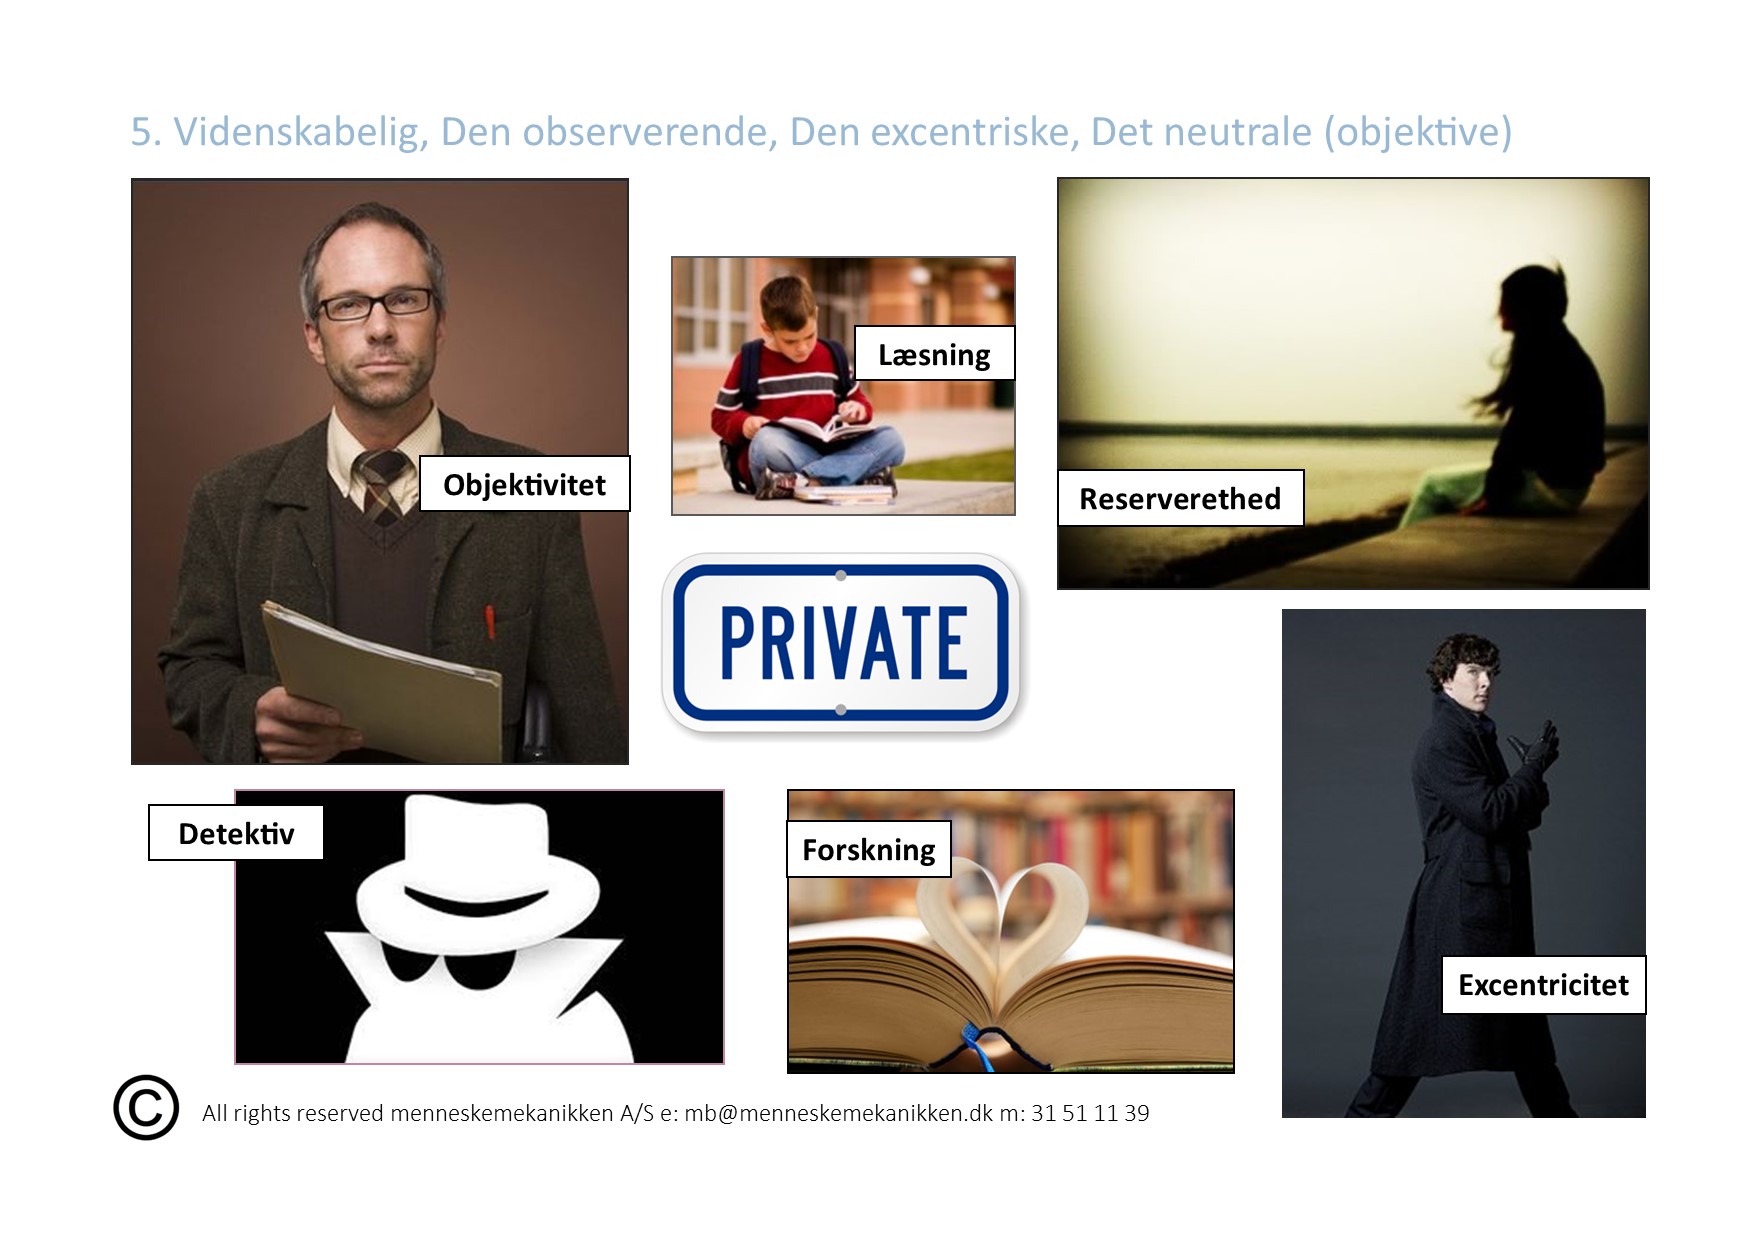 5. Videnskabelig, Den observerende, Den excentriske, Det neutrale (objektive)
Læsning
Objektivitet
Reserverethed
PRIVATE
Detektiv
Forskning
Excentricitet
© All rights reserved menneskemekanikken A/S e: mb@menneskemekanikken.dk m: 31 51 11 39